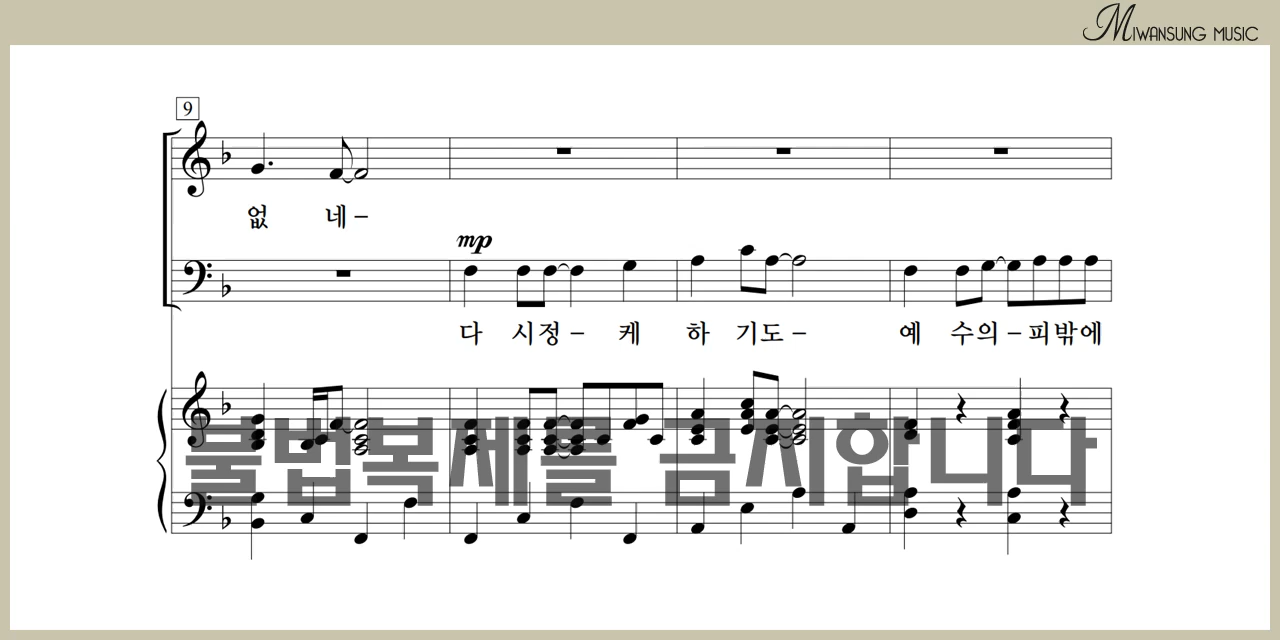 MIWANSUNG MUSIC
9
없 네 –
mp
다 시정 – 케 하 기도 – 예 수의 – 피밖에
불법복제를 금지합니다